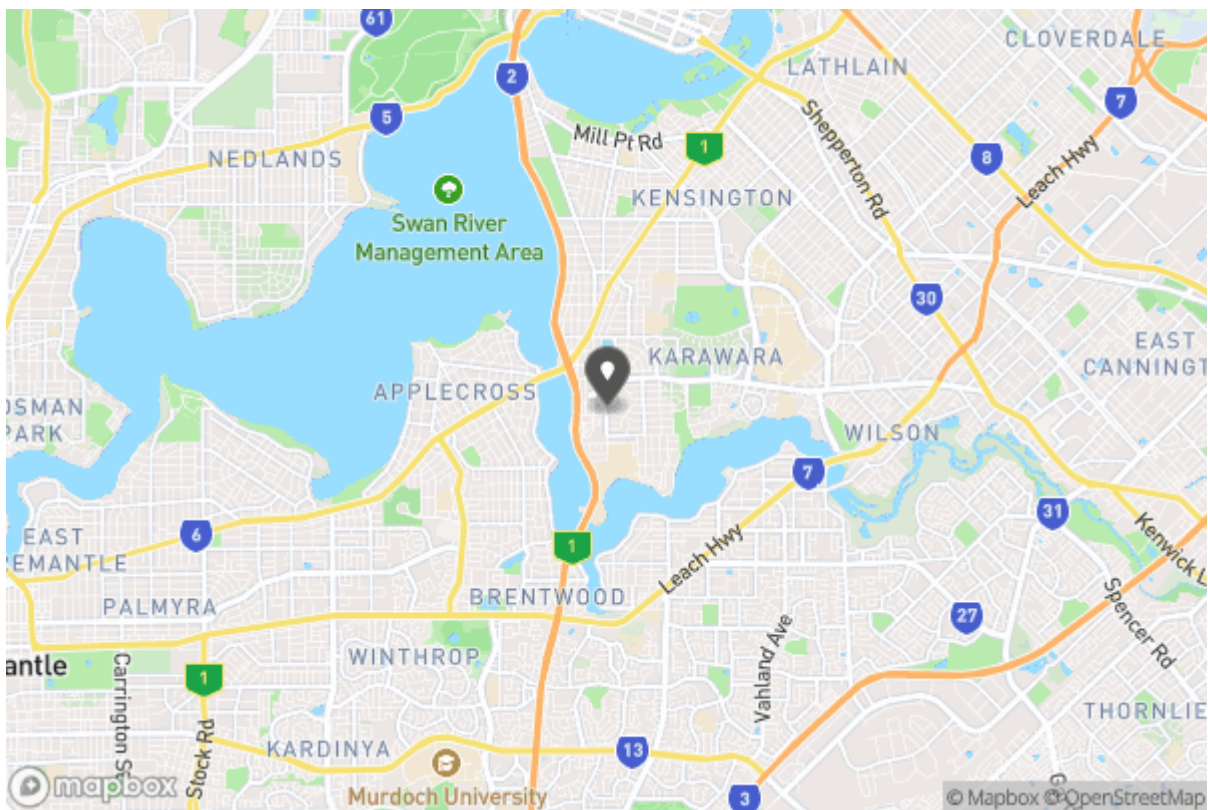 61
CLOVERDALE
2
LATHLAIN
7
5
Mill Pt Rd
1
Shepperton Rd
8
NEDLANDS
Leach Hwy
KENSINGTON
Swan River
Management Area
30
KARAWARA
EAST
CANNINGT
APPLECROSS
OSMAN
PARK
WILSON
7
31
6
EAST
REMANTLE
1
Leach Hwy
Kenwick L
BRENTWOOD
PALMYRA
27
Spencer Rd
antle
1
WINTHROP
Vahland Ave
Carrington S
THORNLIE
Stock Rd
KARDINYA
13
Murdoch University
3
mapbox
© Mapbox © OpenStreetMap